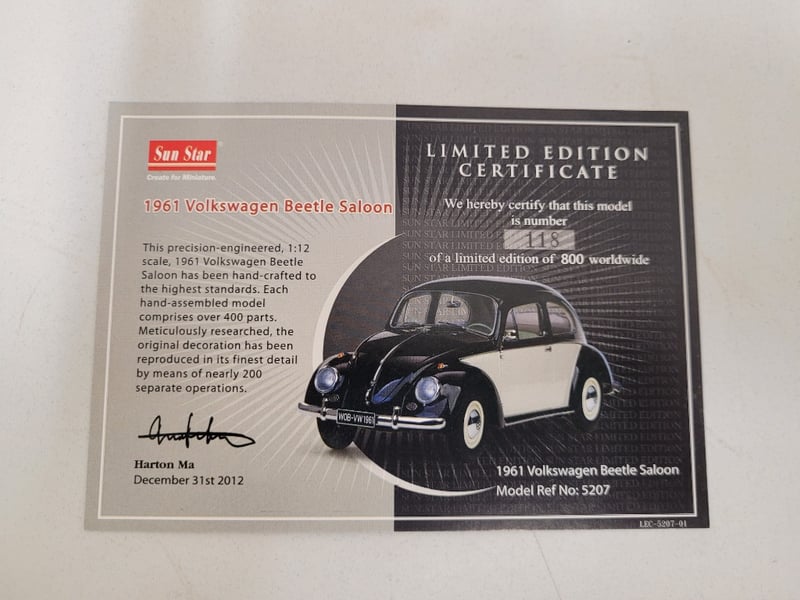 Sun Star
Create for Miniature.
1961 Volkswagen Beetle Saloon
This precision-engineered, 1:12
scale, 1961 Volkswagen Beetle
Saloon has been hand-crafted to
the highest standards. Each
hand-assembled model
comprises over 400 parts.
Meticulously researched, the
original decoration has been
reproduced in its finest detail
by means of nearly 200
separate operations.
Harton Ma
December 31st 2012
LIMITED EDITION
CERTIFICATE
We hereby certify that this model
is number
118
of a limited edition of 800 worldwide
WOB-VW1961
1961 Volkswagen Beetle Saloon
Model Ref No: 5207
LEC-5207-01